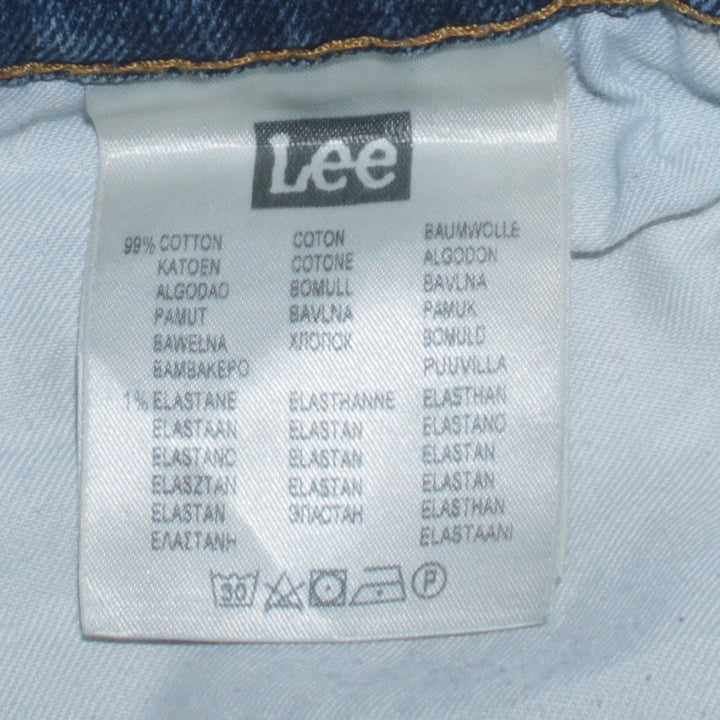 Lee
99% COTTON COTON BAUMWOLLE
KATOEN COTONE ALGODON
ALGODAO BOMULL BAVLNA
PAMUT BAVLNA PAMUK
BAWEŁNA ХЛОПОК BOMULD
BAMBAKEPO PUUVILLA
1% ELASTANE ELASTHANNE ELASTHAN
ELASTAAN ELASTAN ELASTANO
ELASTANO ELASTAN ELASTAN
ELASZTAN ELASTAN ELASTAN
ELASTAN ЭЛАСТАН ELASTHAN
ΕΛΑΣΤΑΝΗ ELASTAANI
30 P